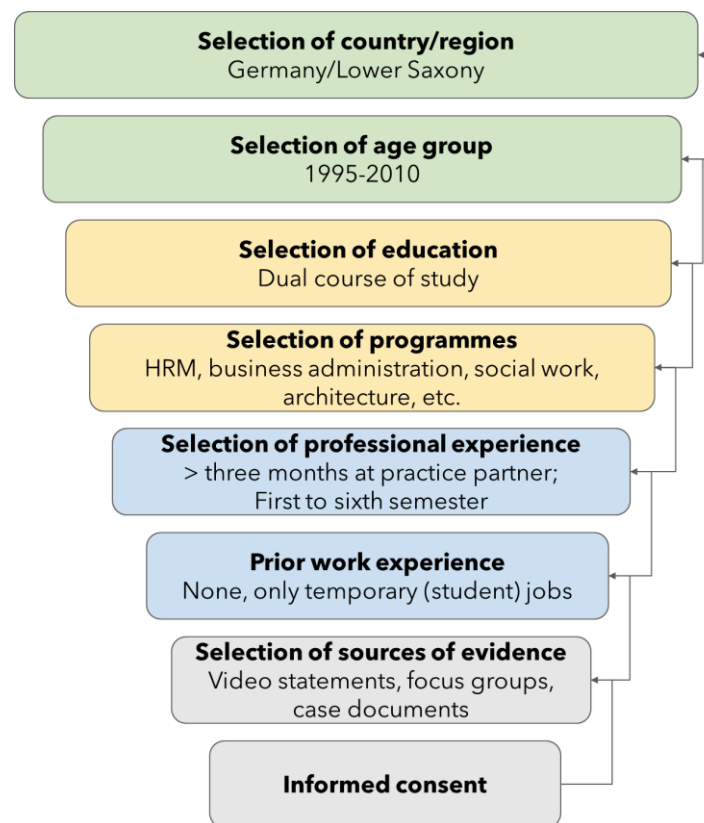 Selection of country/region
Germany/Lower Saxony
Selection of age group
1995-2010
Selection of education
Dual course of study
Selection of programmes
HRM, business administration, social work,
architecture, etc.
Selection of professional experience
> three months at practice partner;
First to sixth semester
Prior work experience
None, only temporary (student) jobs
Selection of sources of evidence
Video statements, focus groups,
case documents
Informed consent